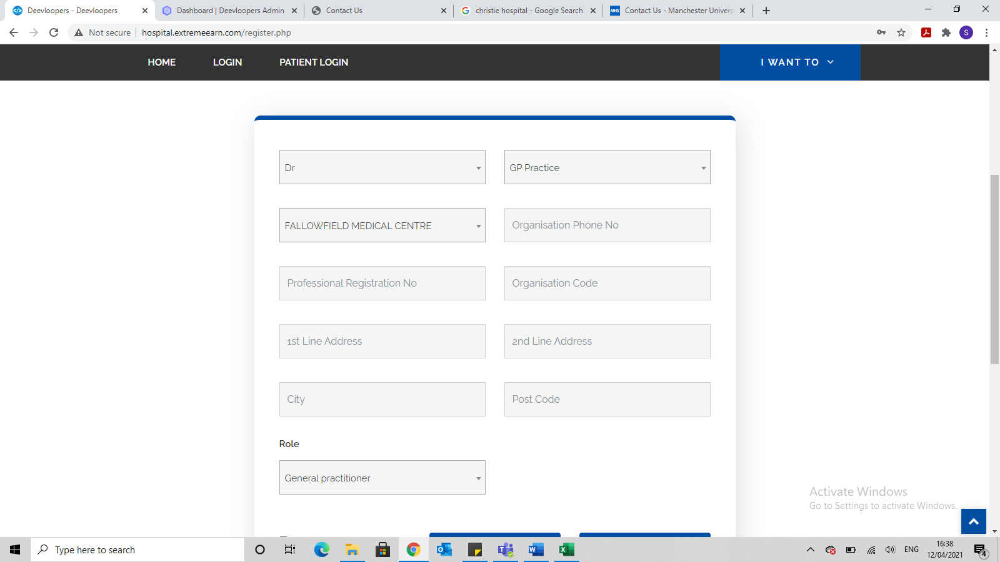 Deevloopers - Deevloopers
Dashboard | Deevloopers Admin
Contact Us
christie hospital - Google Search
NHS
Contact Us - Manchester Univers
Not secure
hospital.extremeearn.com/register.php
S
HOME
LOGIN
PATIENT LOGIN
I WANT TO
Dr
GP Practice
FALLOWFIELD MEDICAL CENTRE
Organisation Phone No
Professional Registration No
Organisation Code
1st Line Address
2nd Line Address
City
Post Code
Role
General practitioner
Activate Windows
Go to Settings to activate Windows.
Type here to search
ENG
16:38
12/04/2021
4